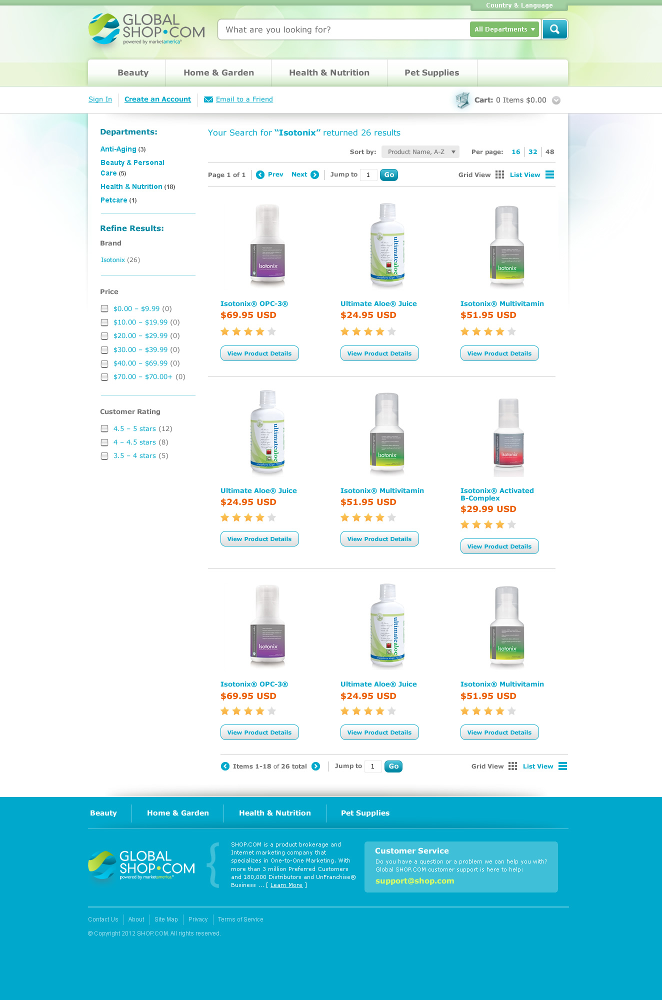 Country & Language
GLOBAL
SHOP•COM
powered by marketamerica®
What are you looking for?
All Departments
Beauty
Home & Garden
Health & Nutrition
Pet Supplies
Sign In
Create an Account
Email to a Friend
Cart: 0 Items $0.00
Departments:
Anti-Aging (3)
Beauty & Personal
Care (5)
Health & Nutrition (18)
Petcare (1)
Refine Results:
Brand
Isotonix (26)
Price
$0.00 – $9.99 (0)
$10.00 – $19.99 (0)
$20.00 – $29.99 (0)
$30.00 – $39.99 (0)
$40.00 – $69.99 (0)
$70.00 – $70.00+ (0)
Customer Rating
4.5 – 5 stars (12)
4 – 4.5 stars (8)
3.5 – 4 stars (5)
Your Search for “Isotonix” returned 26 results
Sort by: Product Name, A-Z
Per page: 16 32 48
Page 1 of 1
Prev
Next
Jump to 1 Go
Grid View
List View
Isotonix
ultimatealoe
Isotonix
Isotonix® OPC-3®
$69.95 USD
View Product Details
Ultimate Aloe® Juice
$24.95 USD
View Product Details
Isotonix® Multivitamin
$51.95 USD
View Product Details
ultimatealoe
Isotonix
Isotonix
Ultimate Aloe® Juice
$24.95 USD
View Product Details
Isotonix® Multivitamin
$51.95 USD
View Product Details
Isotonix® Activated
B-Complex
$29.99 USD
View Product Details
Isotonix
ultimatealoe
Isotonix
Isotonix® OPC-3®
$69.95 USD
View Product Details
Ultimate Aloe® Juice
$24.95 USD
View Product Details
Isotonix® Multivitamin
$51.95 USD
View Product Details
Items 1-18 of 26 total
Jump to 1 Go
Grid View
List View
Beauty
Home & Garden
Health & Nutrition
Pet Supplies
GLOBAL
SHOP•COM
powered by marketamerica®
SHOP.COM is a product brokerage and
Internet marketing company that
specializes in One-to-One Marketing. With
more than 3 million Preferred Customers
and 180,000 Distributors and UnFranchise®
Business ... [ Learn More ]
Customer Service
Do you have a question or a problem we can help you with?
Global SHOP.COM customer support is here to help:
support@shop.com
Contact Us
About
Site Map
Privacy
Terms of Service
© Copyright 2012 SHOP.COM. All rights reserved.